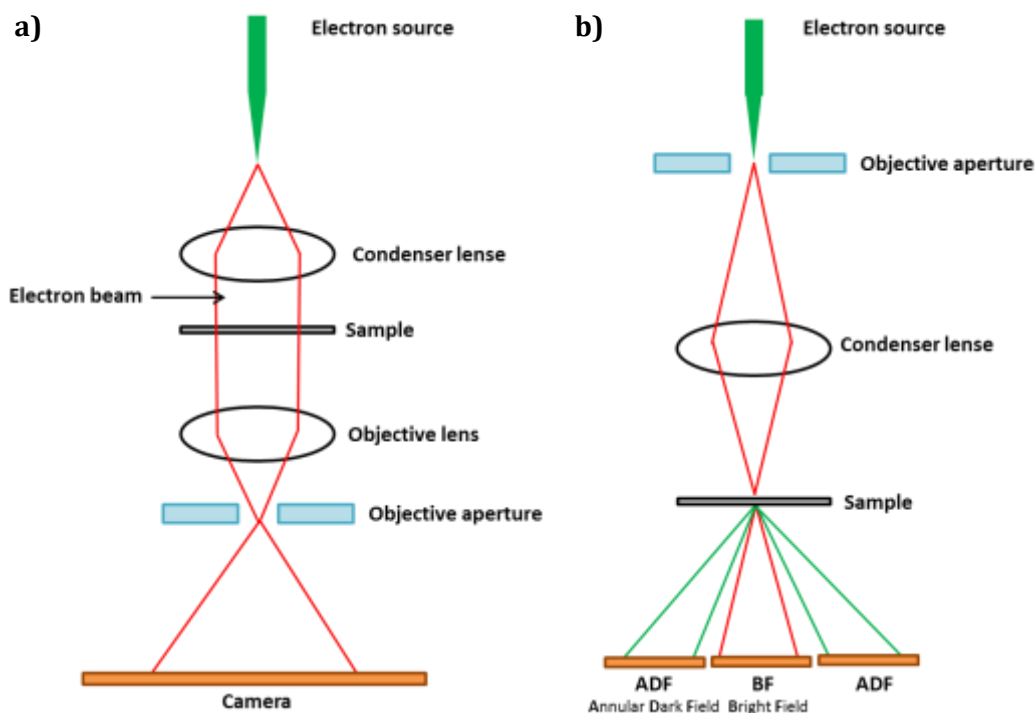 a)
Electron source
Condenser lense
Electron beam
Sample
Objective lens
Objective aperture
Camera
b)
Electron source
Objective aperture
Condenser lense
Sample
ADF BF ADF
Annular Dark Field Bright Field